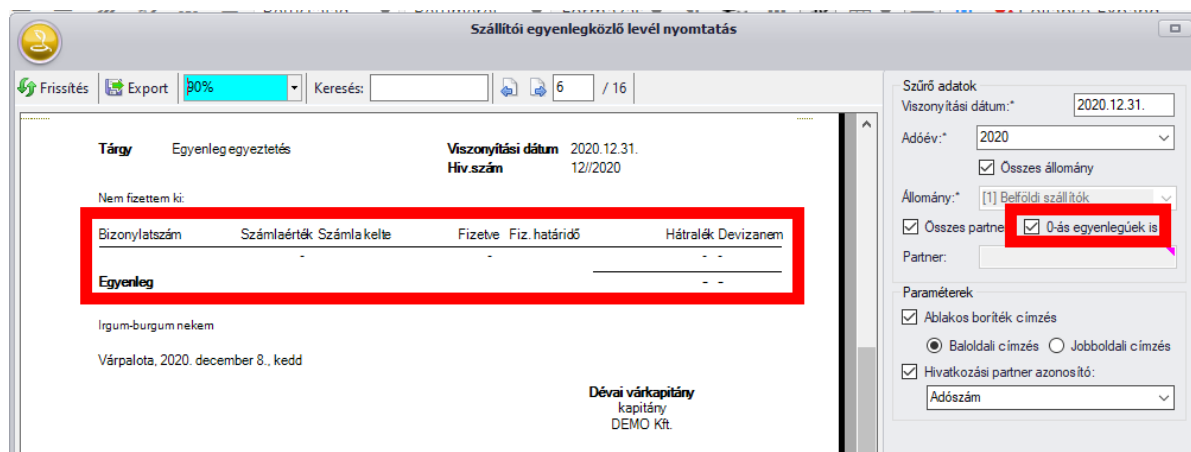 Szállítói egyenlegközlő levél nyomtatás
Frissítés Export 90% Keresés: 6 / 16
Tárgy Egyenleg egyeztetés Viszonyítási dátum 2020.12.31.
Hiv.szám 12//2020
Nem fizettem ki:
Bizonylatszám Számlaérték Számla kelte Fizetve Fiz. határidő Hátralék Devizanem
- - - -
Egyenleg - -
Irgum-burgum nekem
Várpalota, 2020. december 8., kedd
Dévai várkapitány
kapitány
DEMO Kft.
Szűrő adatok
Viszonyítási dátum:* 2020.12.31.
Adóév:* 2020
Összes állomány
Állomány:* [1] Belföldi szállítók
Összes partner 0-ás egyenlegűek is
Partner:
Paraméterek
Ablakos boríték címzés
Baloldali címzés Jobboldali címzés
Hivatkozási partner azonosító:
Adószám